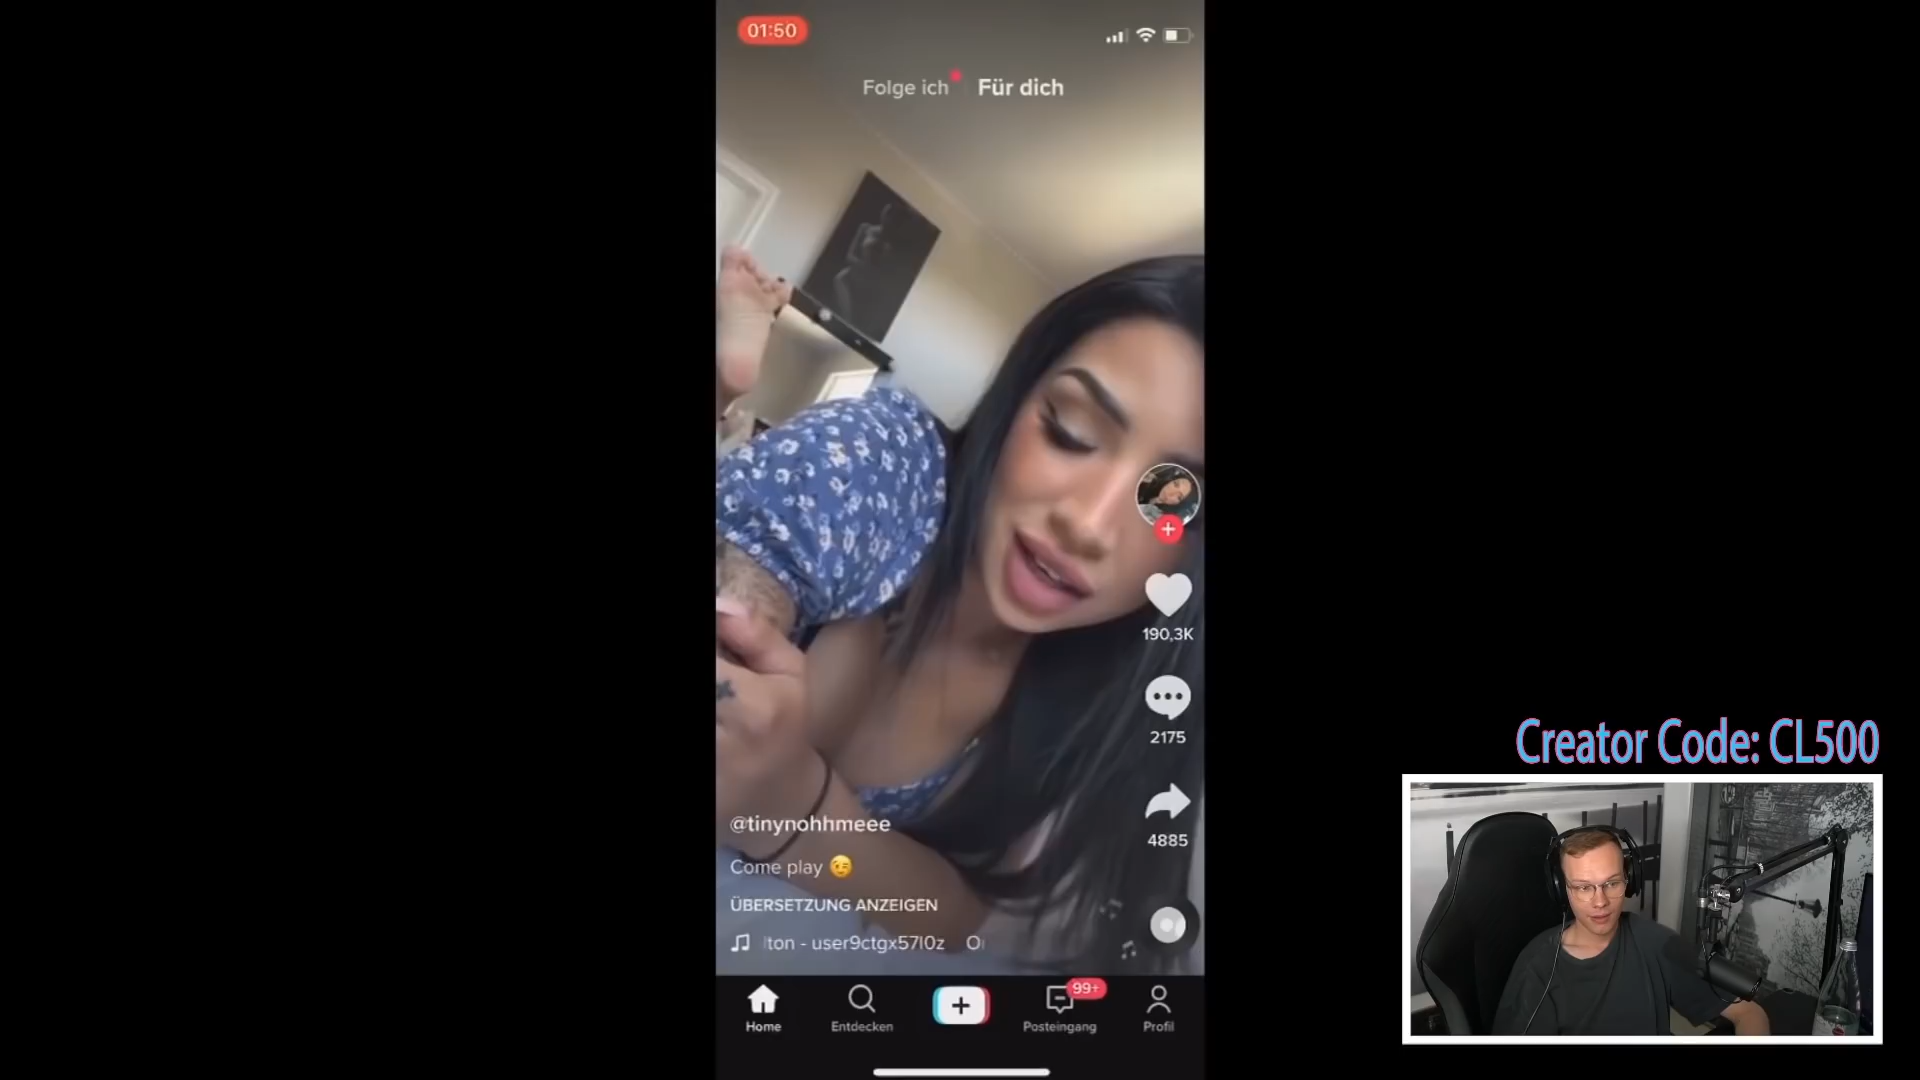 01:50
Folge ich Für dich
190,3K
2175
4885
@tinynohhmeee
Come play 😉
ÜBERSETZUNG ANZEIGEN
lton - user9ctgx57l0z
Home
Entdecken
99+
Posteingang
Profil
Creator Code: CL500